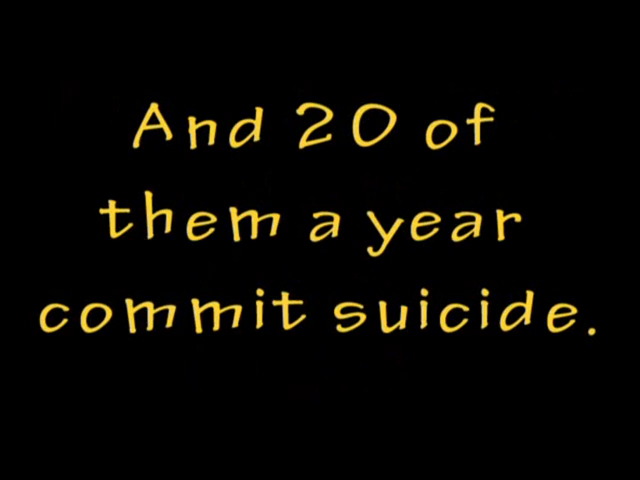 And 20 of
them a year
commit suicide.